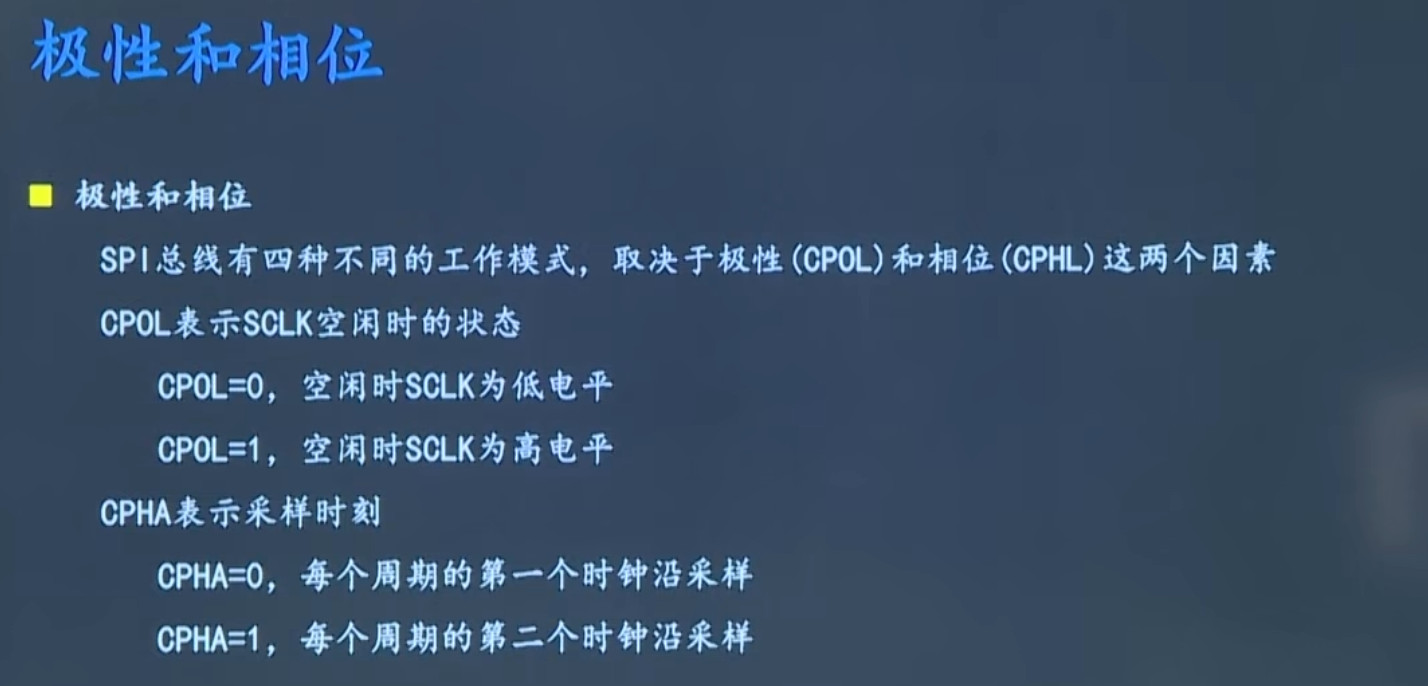 极性和相位
极性和相位
SPI总线有四种不同的工作模式，取决于极性(CPOL)和相位(CPHL)这两个因素
CPOL表示SCLK空闲时的状态
CPOL=0，空闲时SCLK为低电平
CPOL=1，空闲时SCLK为高电平
CPHA表示采样时刻
CPHA=0，每个周期的第一个时钟沿采样
CPHA=1，每个周期的第二个时钟沿采样